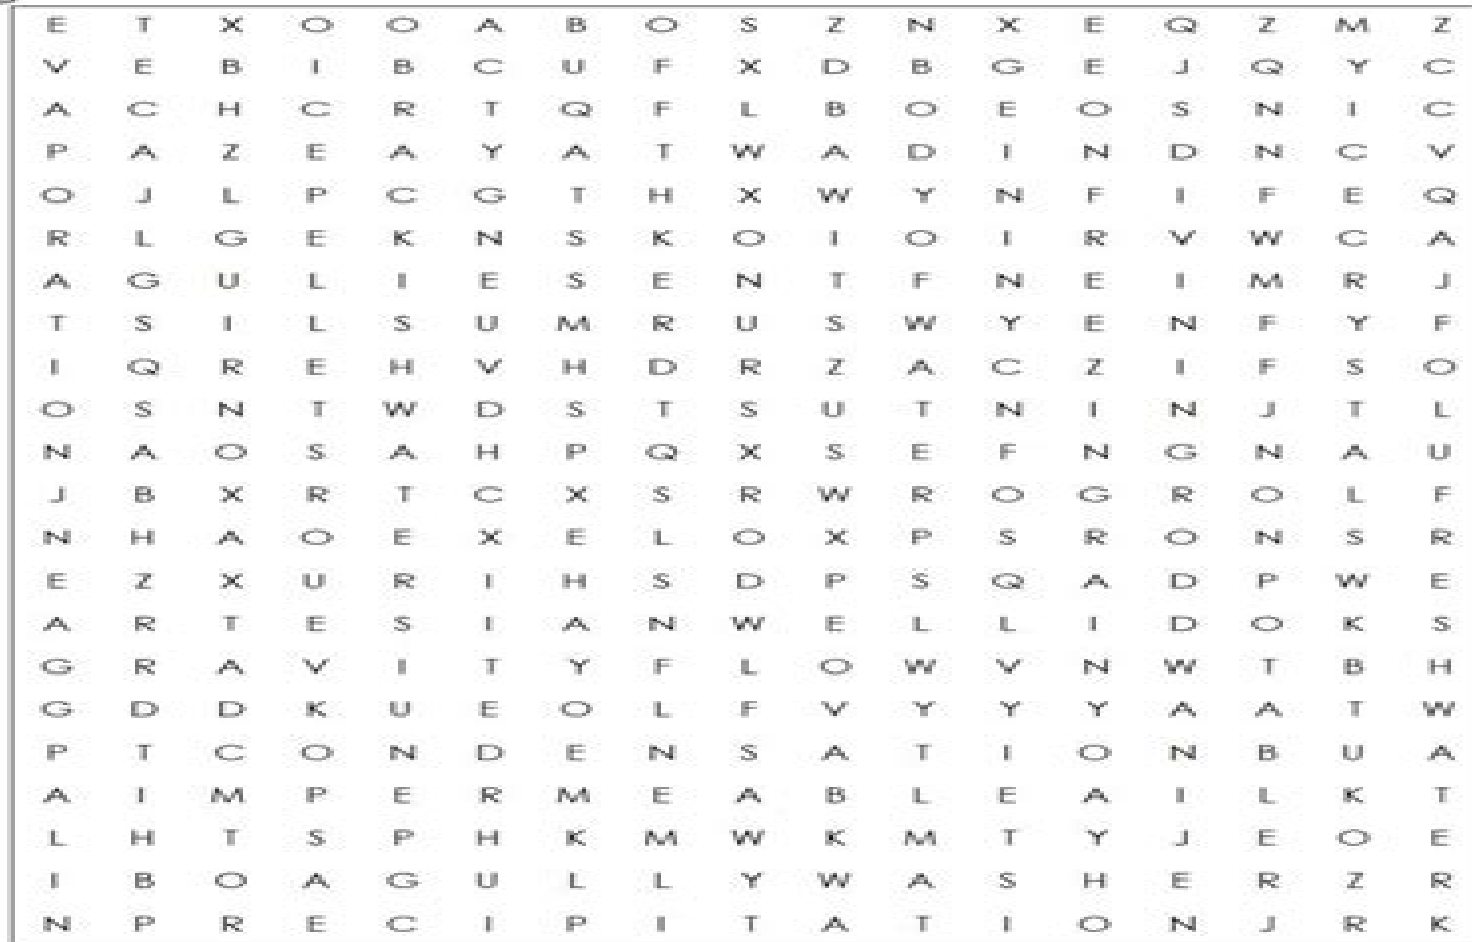 E T X O O A B O S Z N X E Q Z M Z
V E B I B C U F X D B G E J Q Y C
A C H C R T Q F L B O E O S N I C
P A Z E A Y A T W A D I N D N C V
O J L P C G T H X W Y N F I F E Q
R L G E K N S K O I O I R V W C A
A G U L I E S E N T F N E I M R J
T S I L S U M R U S W Y E N F Y F
I Q R E H V H D R Z A C Z I F S O
O S N T W D S T S U T N I N J T L
N A O S A H P Q X S E F N G N A U
J B X R T C X S R W R O G R O L F
N H A O E X E L O X P S R O N S R
E Z X U R I H S D P S Q A D P W E
A R T E S I A N W E L L I D O K S
G R A V I T Y F L O W V N W T B H
G D D K U E O L F V Y Y Y A A T W
P T C O N D E N S A T I O N B U A
A I M P E R M E A B L E A I L K T
L H T S P H K M W K M T Y J E O E
I B O A G U L L Y W A S H E R Z R
N P R E C I P I T A T I O N J R K